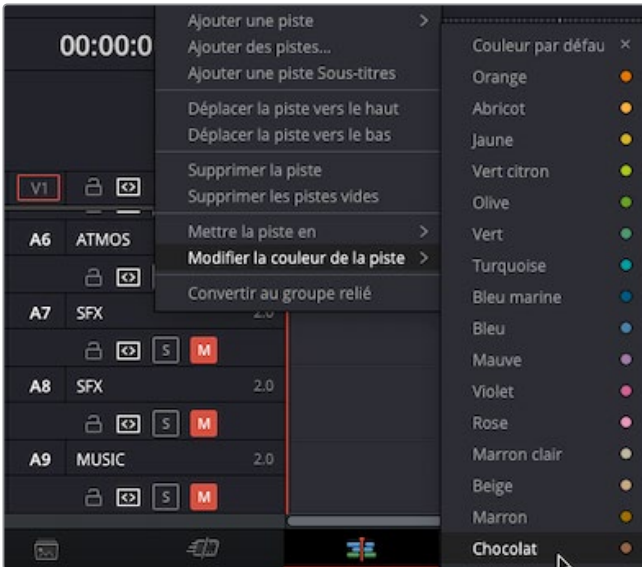 Ajouter une piste
Ajouter des pistes...
Ajouter une piste Sous-titres
Déplacer la piste vers le haut
Déplacer la piste vers le bas
Supprimer la piste
Supprimer les pistes vides
Mettre la piste en
Modifier la couleur de la piste
Convertir au groupe relié
Couleur par défau
Orange
Abricot
Jaune
Vert citron
Olive
Vert
Turquoise
Bleu marine
Bleu
Mauve
Violet
Rose
Marron clair
Beige
Marron
Chocolat
00:00:0
V1
A6 ATMOS
A7 SFX 2.0
S M
A8 SFX 2.0
S M
A9 MUSIC 2.0
S M